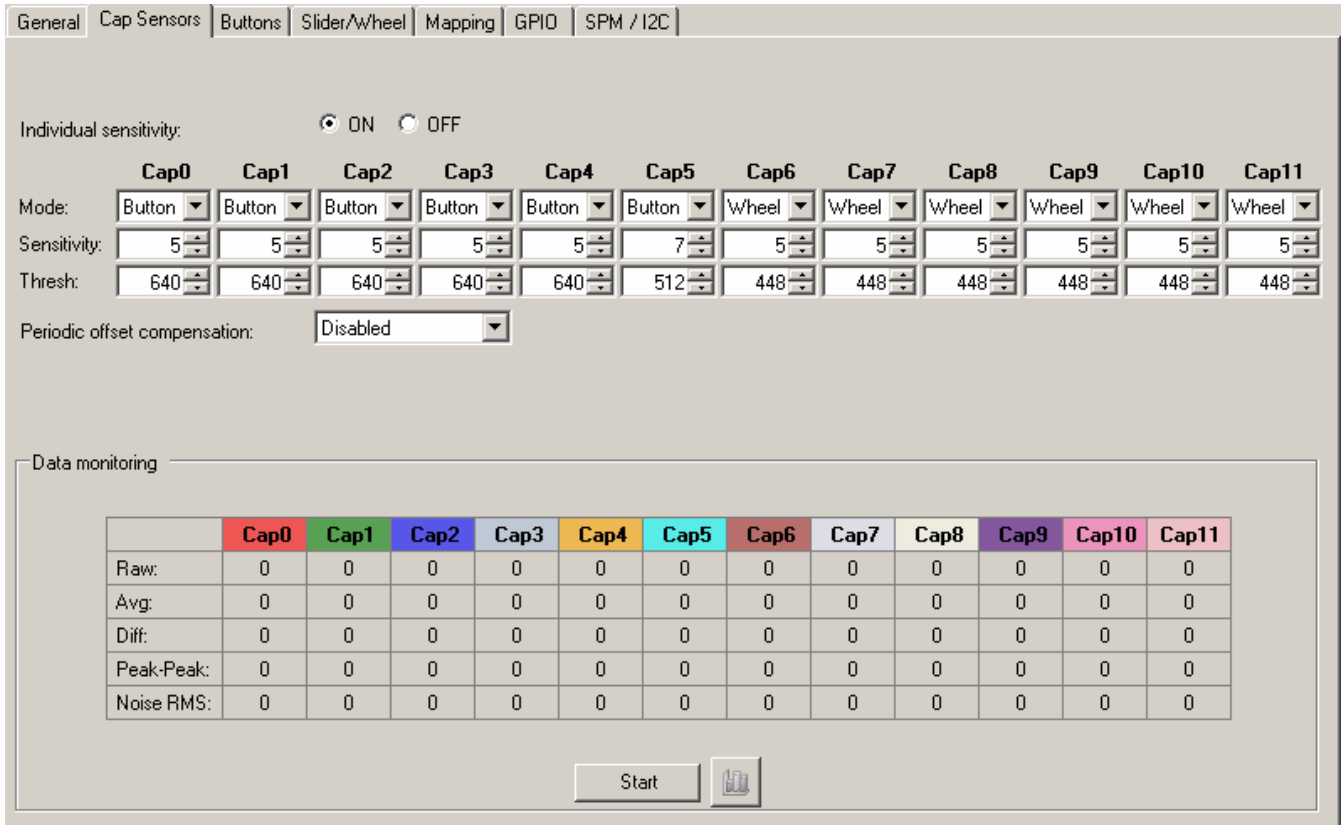 General Cap Sensors Buttons Slider/Wheel Mapping GPIO SPM / I2C
Individual sensitivity: ON OFF
Cap0 Cap1 Cap2 Cap3 Cap4 Cap5 Cap6 Cap7 Cap8 Cap9 Cap10 Cap11
Mode: Button Button Button Button Button Button Wheel Wheel Wheel Wheel Wheel Wheel
Sensitivity: 5 5 5 5 5 7 5 5 5 5 5 5
Thresh: 640 640 640 640 640 512 448 448 448 448 448 448
Periodic offset compensation: Disabled
Data monitoring
Cap0 Cap1 Cap2 Cap3 Cap4 Cap5 Cap6 Cap7 Cap8 Cap9 Cap10 Cap11
Raw: 0 0 0 0 0 0 0 0 0 0 0 0
Avg: 0 0 0 0 0 0 0 0 0 0 0 0
Diff: 0 0 0 0 0 0 0 0 0 0 0 0
Peak-Peak: 0 0 0 0 0 0 0 0 0 0 0 0
Noise RMS: 0 0 0 0 0 0 0 0 0 0 0 0
Start